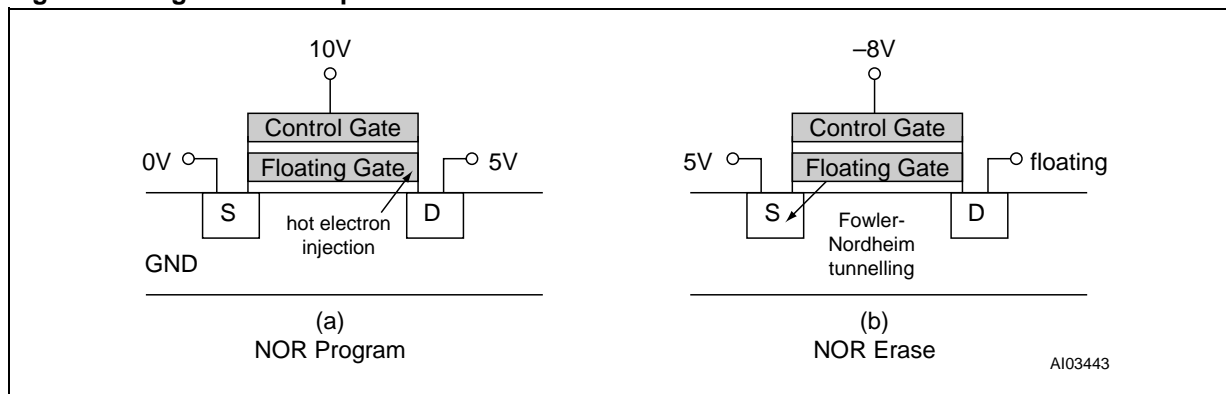 10V
Control Gate
0V
Floating Gate
5V
S
hot electron
injection
D
GND
(a)
NOR Program
–8V
Control Gate
5V
Floating Gate
floating
S
Fowler-
Nordheim
tunnelling
D
(b)
NOR Erase
AI03443